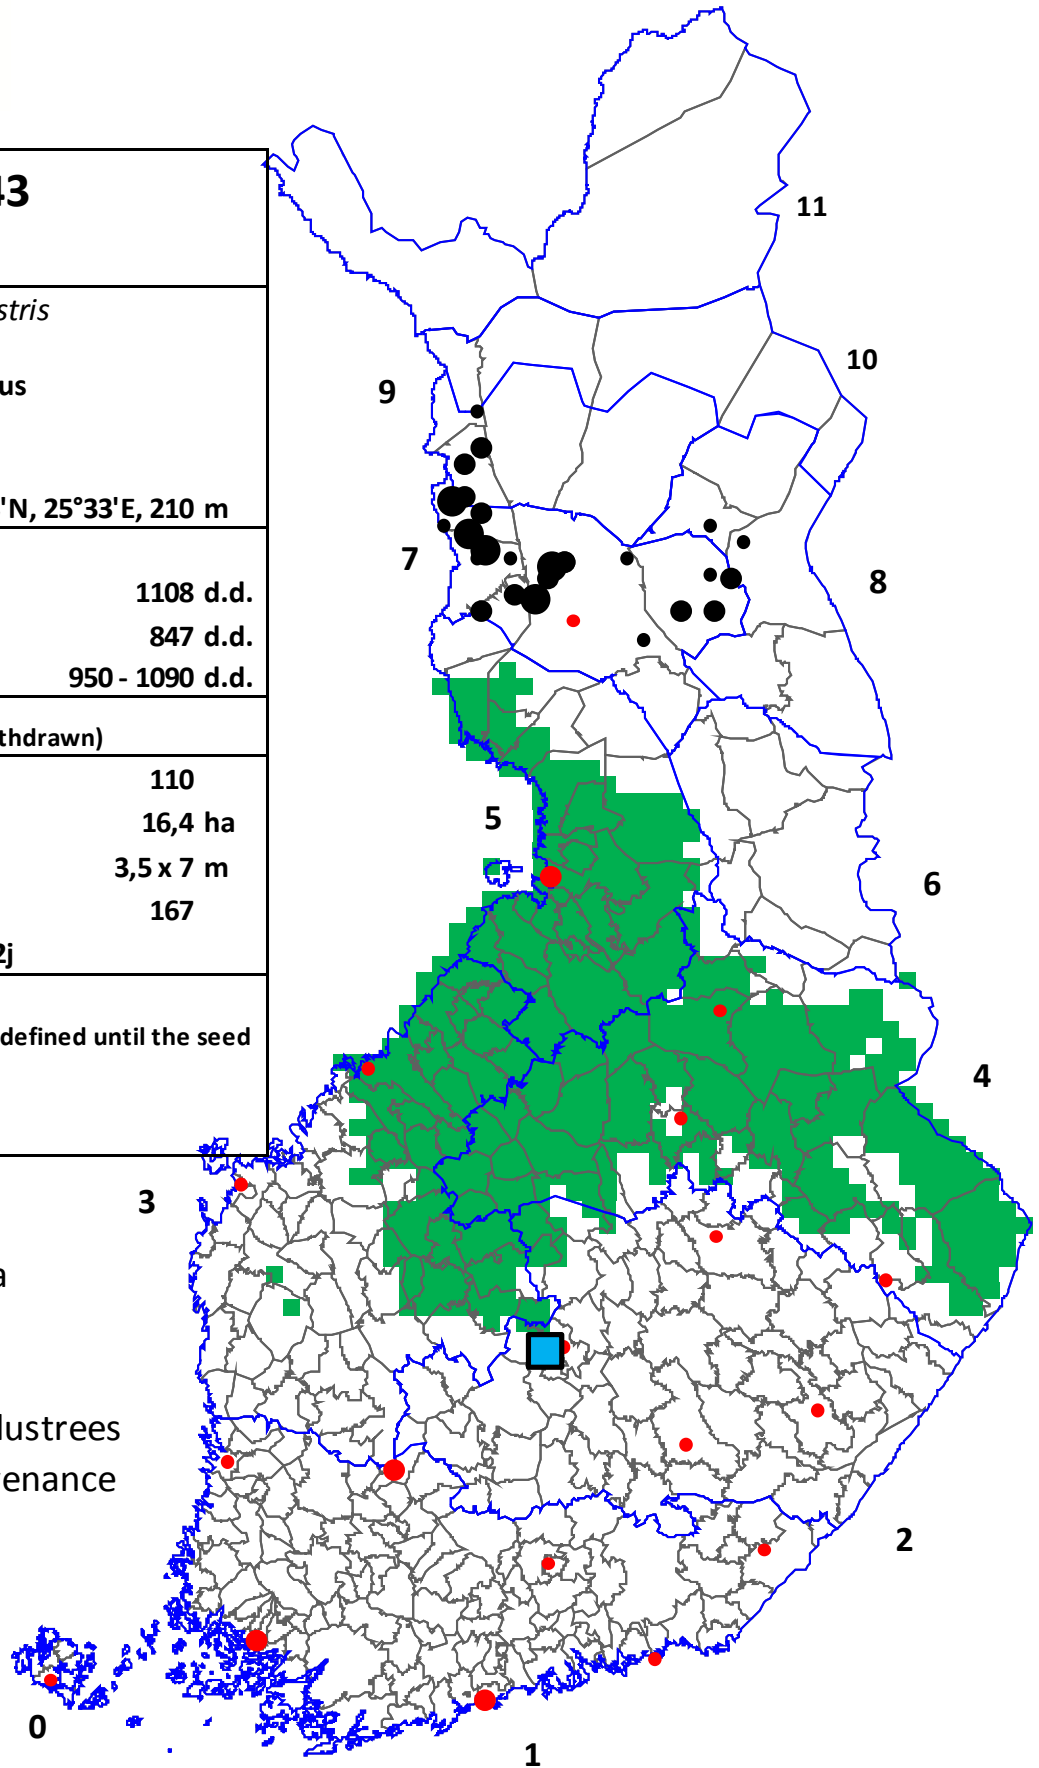 43
stris
us
'N, 25°33'E, 210 m
1108 d.d.
847 d.d.
950 - 1090 d.d.
thdrawn)
110
16,4 ha
3,5 x 7 m
167
2j
defined until the seed
a
lustrees
venance
11
10
9
7
8
5
6
4
3
2
0
1